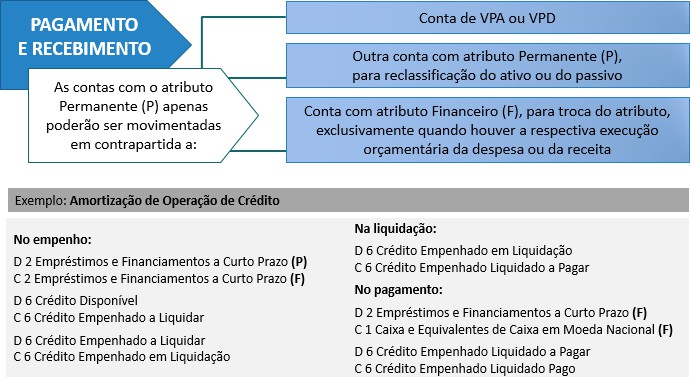 PAGAMENTO
E RECEBIMENTO
As contas com o atributo
Permanente (P) apenas
poderão ser movimentadas
em contrapartida a:
Conta de VPA ou VPD
Outra conta com atributo Permanente (P),
para reclassificação do ativo ou do passivo
Conta com atributo Financeiro (F), para troca do atributo,
exclusivamente quando houver a respectiva execução
orçamentária da despesa ou da receita
Exemplo: Amortização de Operação de Crédito
No empenho:
D 2 Empréstimos e Financiamentos a Curto Prazo (P)
C 2 Empréstimos e Financiamentos a Curto Prazo (F)
D 6 Crédito Disponível
C 6 Crédito Empenhado a Liquidar
D 6 Crédito Empenhado a Liquidar
C 6 Crédito Empenhado em Liquidação
Na liquidação:
D 6 Crédito Empenhado em Liquidação
C 6 Crédito Empenhado Liquidado a Pagar
No pagamento:
D 2 Empréstimos e Financiamentos a Curto Prazo (F)
C 1 Caixa e Equivalentes de Caixa em Moeda Nacional (F)
D 6 Crédito Empenhado Liquidado a Pagar
C 6 Crédito Empenhado Liquidado Pago